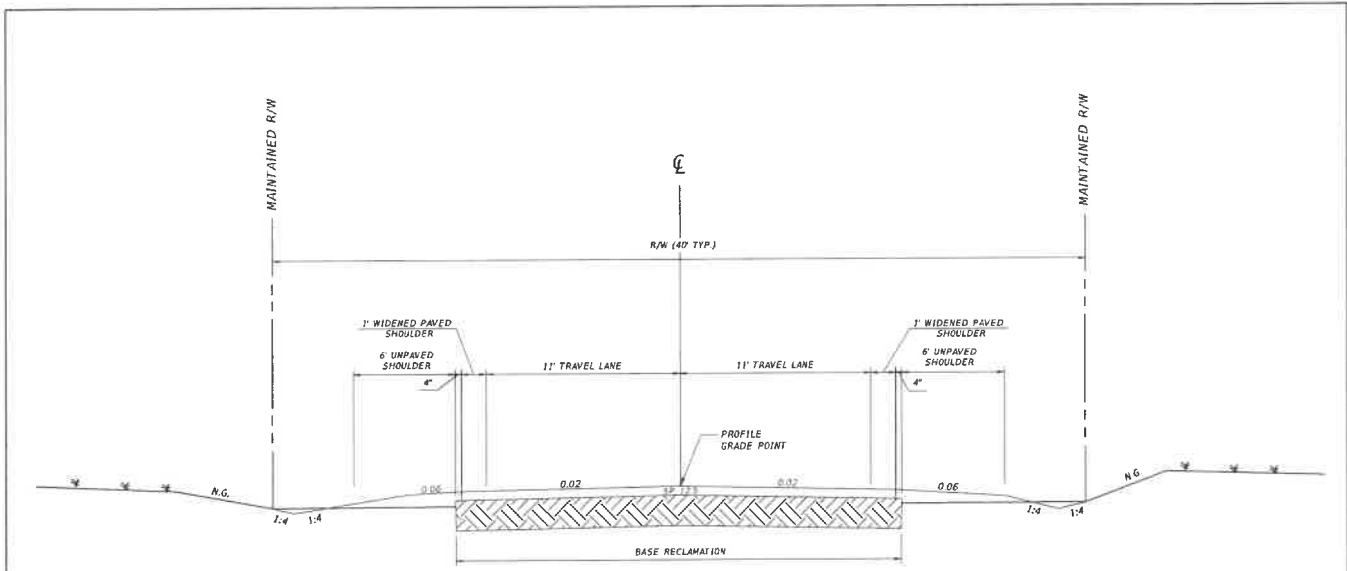 MAINTAINED R/W
MAINTAINED R/W
℄
R/W (40' TYP.)
1' WIDENED PAVED
SHOULDER
1' WIDENED PAVED
SHOULDER
6' UNPAVED
SHOULDER
11' TRAVEL LANE
11' TRAVEL LANE
6' UNPAVED
SHOULDER
4"
4"
PROFILE
GRADE POINT
N.G.
0.06
0.02
0.02
0.06
N.G.
1:4
1:4
1:4
1:4
BASE RECLAMATION